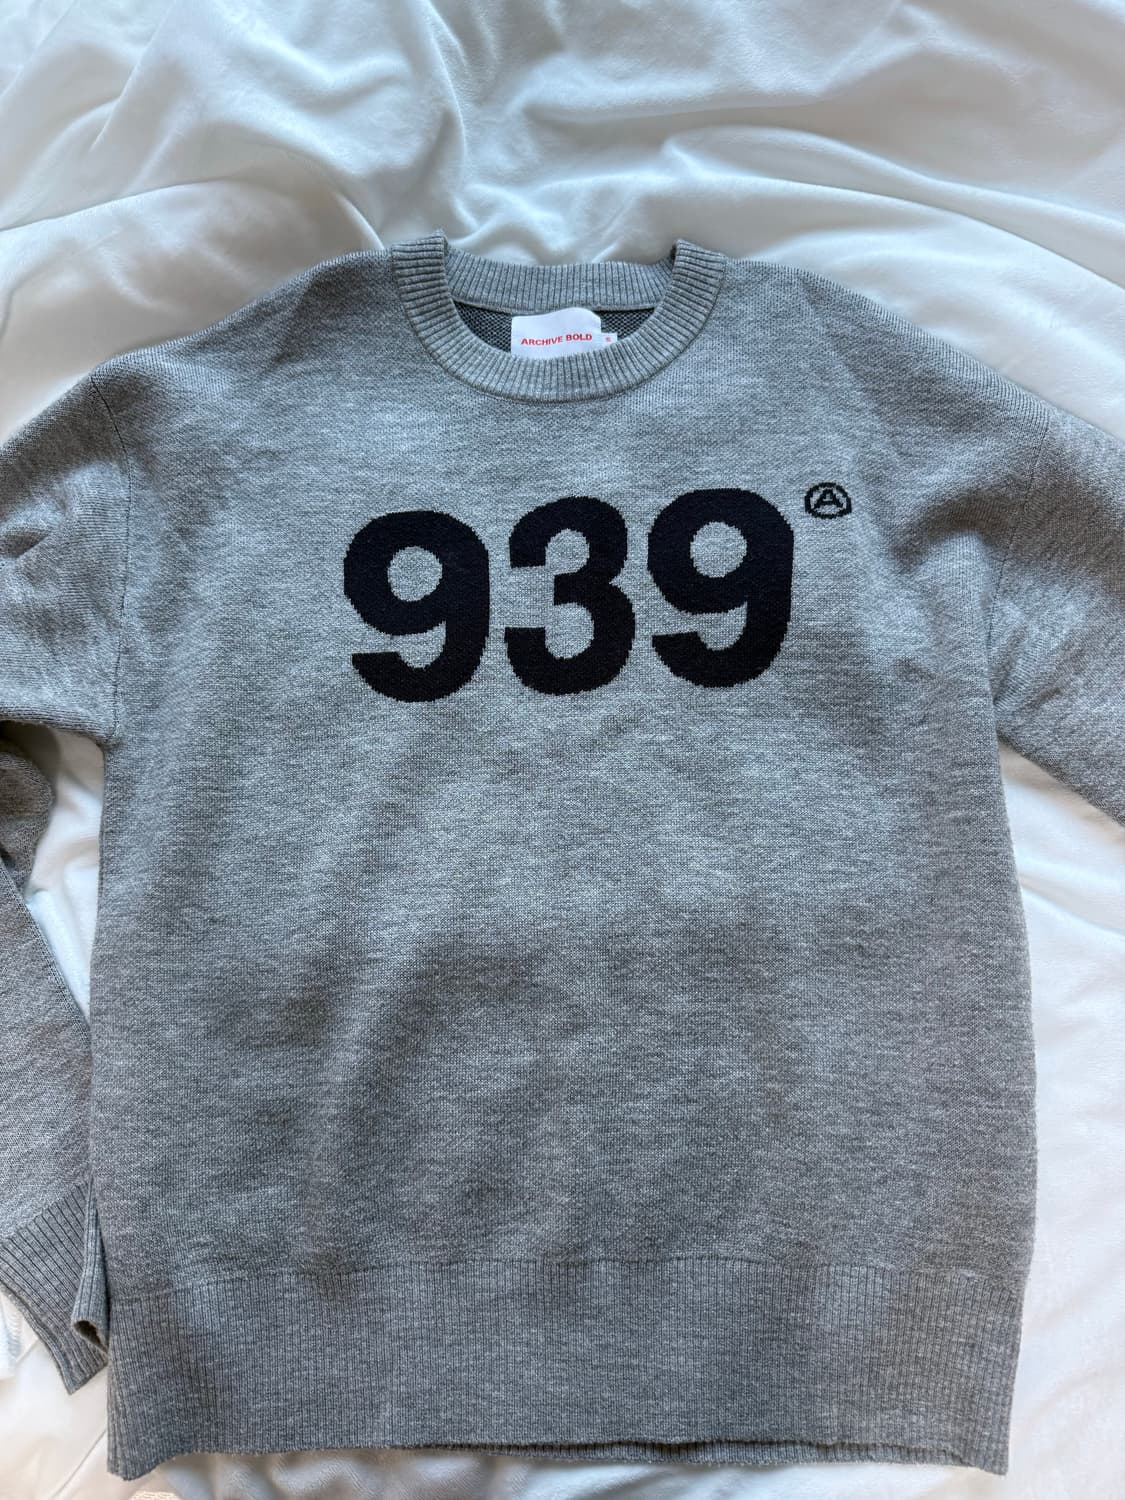 ARCHIVE BOLD
S
939 Ⓐ